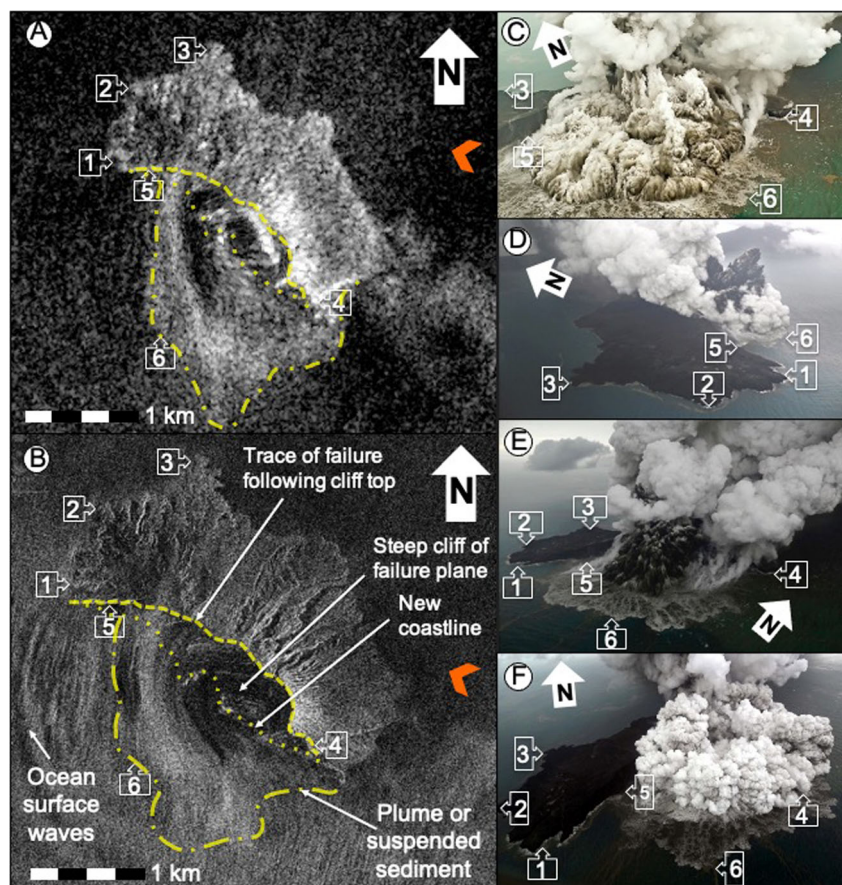 A
3
N
2
1
5
4
6
1 km
B
3
N
Trace of failure
following cliff top
2
Steep cliff of
failure plane
1
New
coastline
5
4
6
Ocean
surface
waves
Plume or
suspended
sediment
1 km
C
N
3
4
5
6
D
N
5
6
3
2
1
E
2
3
1
5
4
6
N
F
N
3
2
5
4
1
6